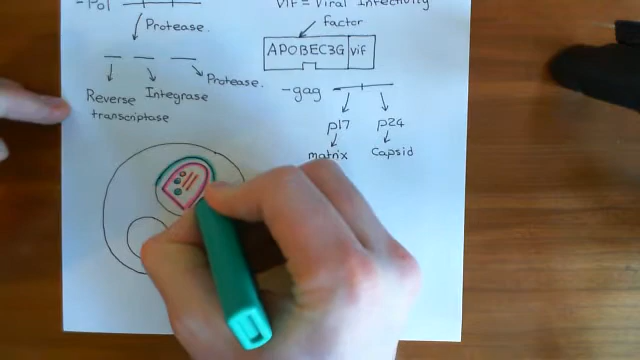 -Pol
Vif = Viral Infectivity
Factor
Protease.
APOBEC3G vif
Protease.
Reverse
transcriptase
Integrase
-gag
p17 p24
matrix Capsid